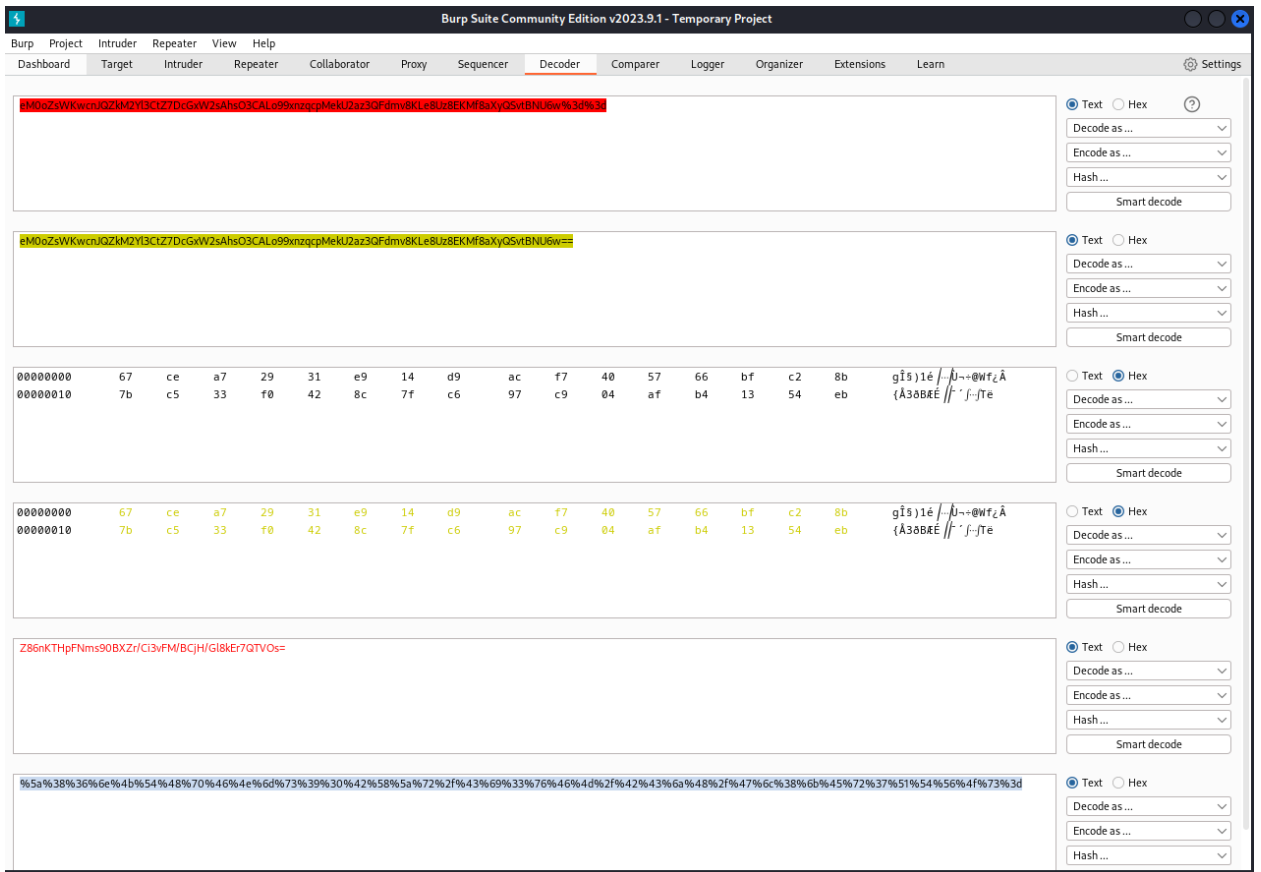 Burp Suite Community Edition v2023.9.1 - Temporary Project
Burp Project Intruder Repeater View Help
Dashboard Target Intruder Repeater Collaborator Proxy Sequencer Decoder Comparer Logger Organizer Extensions Learn Settings
eM0oZsWKwcnJQZkM2Yl3CtZ7DcGxW2sAhsO3CALo99xnzqcpMekU2az3QFdmv8KLe8Uz8EKMf8aXyQSvtBNU6w%3d%3d
Text Hex ?
Decode as ...
Encode as ...
Hash ...
Smart decode
eM0oZsWKwcnJQZkM2Yl3CtZ7DcGxW2sAhsO3CALo99xnzqcpMekU2az3QFdmv8KLe8Uz8EKMf8aXyQSvtBNU6w==
Text Hex
Decode as ...
Encode as ...
Hash ...
Smart decode
00000000 67 ce a7 29 31 e9 14 d9 ac f7 40 57 66 bf c2 8b
00000010 7b c5 33 f0 42 8c 7f c6 97 c9 04 af b4 13 54 eb
Text Hex
Decode as ...
Encode as ...
Hash ...
Smart decode
00000000 67 ce a7 29 31 e9 14 d9 ac f7 40 57 66 bf c2 8b
00000010 7b c5 33 f0 42 8c 7f c6 97 c9 04 af b4 13 54 eb
Text Hex
Decode as ...
Encode as ...
Hash ...
Smart decode
Z86nKTHpFNms90BXZr/Ci3vFM/BCjH/Gl8kEr7QTVOs=
Text Hex
Decode as ...
Encode as ...
Hash ...
Smart decode
%5a%38%36%6e%4b%54%48%70%46%4e%6d%73%39%30%42%58%5a%72%2f%43%69%33%76%46%4d%2f%42%43%6a%48%2f%47%6c%38%6b%45%72%37%51%54%56%4f%73%3d
Text Hex
Decode as ...
Encode as ...
Hash ...